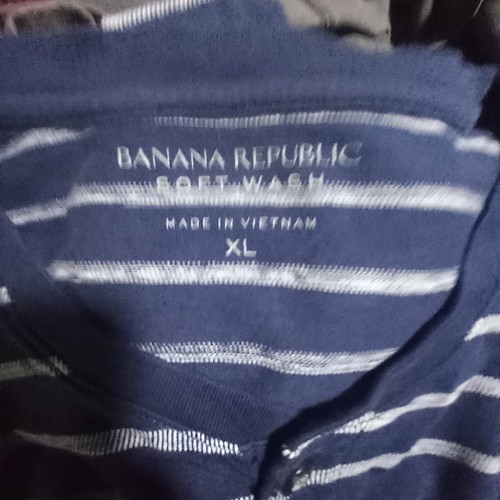 BANANA REPUBLIC
SOFT WASH
MADE IN VIETNAM
XL